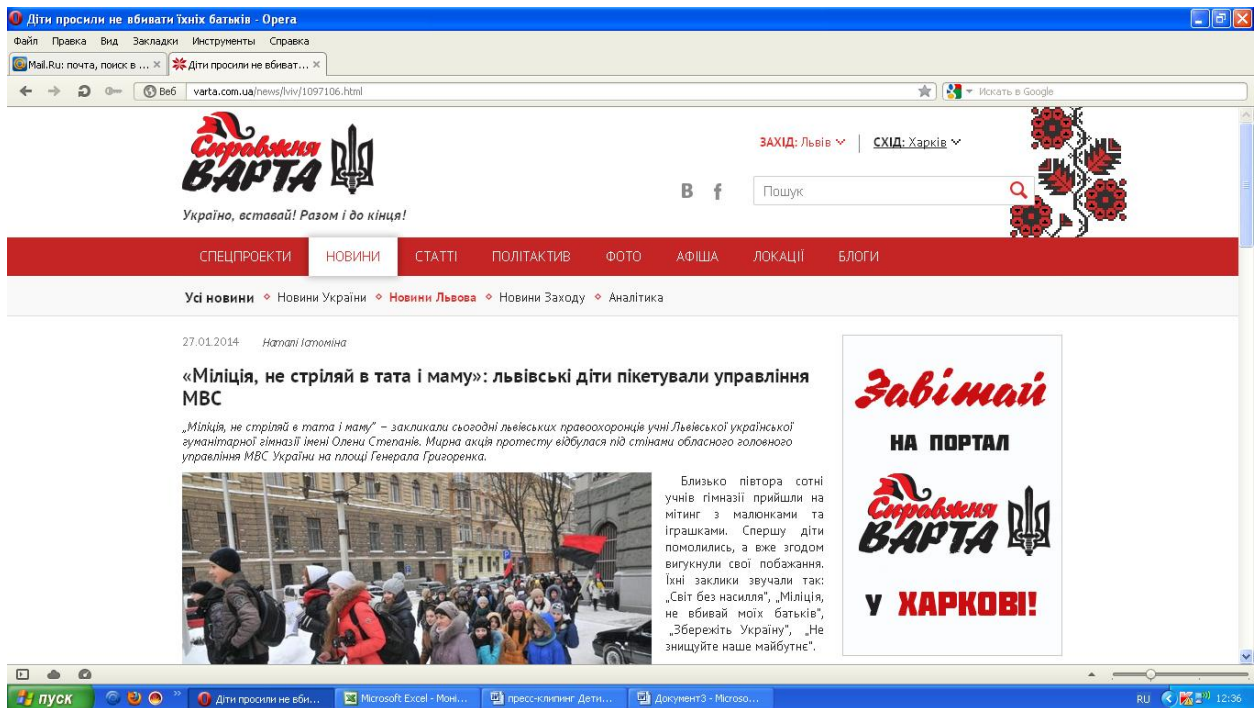 Діти просили не вбивати їхніх батьків - Opera
Файл Правка Вид Закладки Инструменты Справка
Mail.Ru: почта, поиск в ... Діти просили не вбиват...
Веб varta.com.ua/news/lviv/1097106.html Искать в Google
Справжня
ВАРТА
Україно, вставай! Разом і до кінця!
ЗАХІД: Львів СХІД: Харків
В f Пошук
СПЕЦПРОЕКТИ НОВИНИ СТАТТІ ПОЛІТАКТИВ ФОТО АФІША ЛОКАЦІЇ БЛОГИ
Усі новини Новини України Новини Львова Новини Заходу Аналітика
27.01.2014 Наталі Істоміна
«Міліція, не стріляй в тата і маму»: львівські діти пікетували управління
МВС
„Міліція, не стріляй в тата і маму” – закликали сьогодні львівських правоохоронців учні Львівської української
гуманітарної гімназії імені Олени Степанів. Мирна акція протесту відбулася під стінами обласного головного
управління МВС України на площі Генерала Григоренка.
Близько півтора сотні
учнів гімназії прийшли на
мітинг з малюнками та
іграшками. Спершу діти
помолились, а вже згодом
вигукнули свої побажання.
Їхні заклики звучали так:
„Світ без насилля”, „Міліція,
не вбивай моїх батьків”,
„Збережіть Україну”, „Не
знищуйте наше майбутнє”.
Завітай
НА ПОРТАЛ
Справжня
ВАРТА
У ХАРКОВІ!
пуск Діти просили не вби... Microsoft Excel - Моні... пресс-клипинг Дети... Документ3 - Microso... RU 12:36